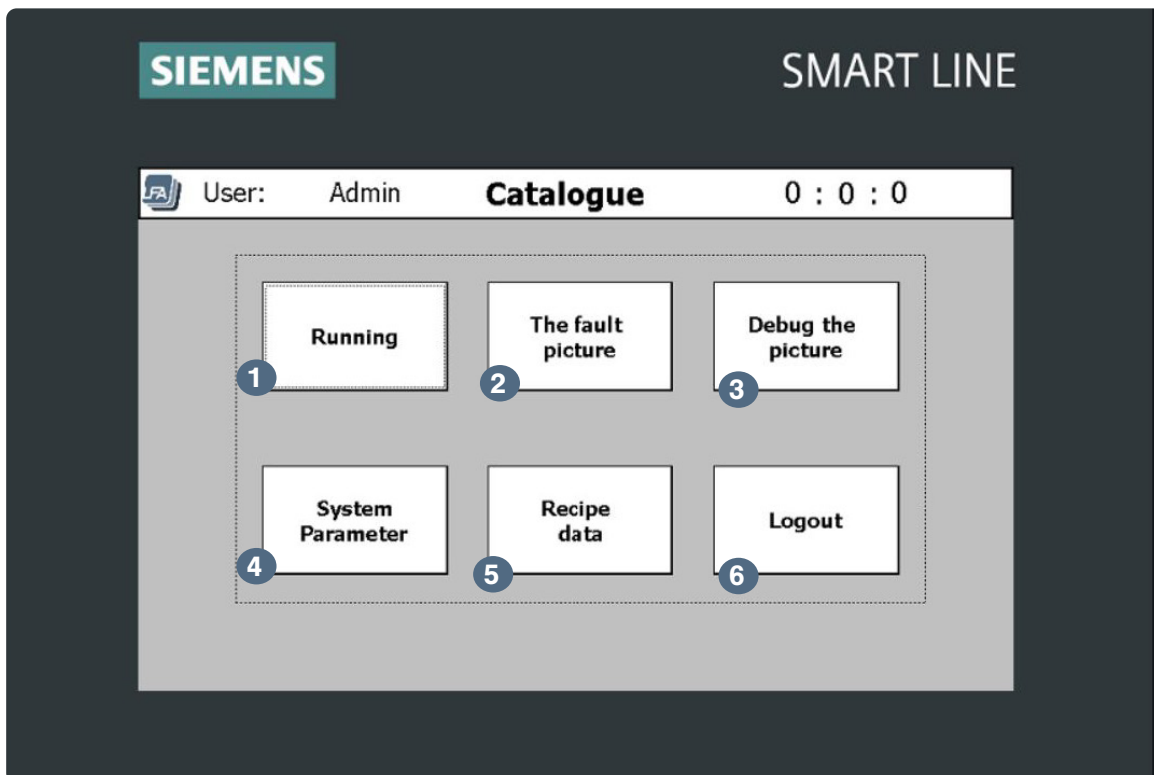 SIEMENS
SMART LINE
FA
User: Admin Catalogue 0 : 0 : 0
Running
1
The fault
picture
2
Debug the
picture
3
System
Parameter
4
Recipe
data
5
Logout
6